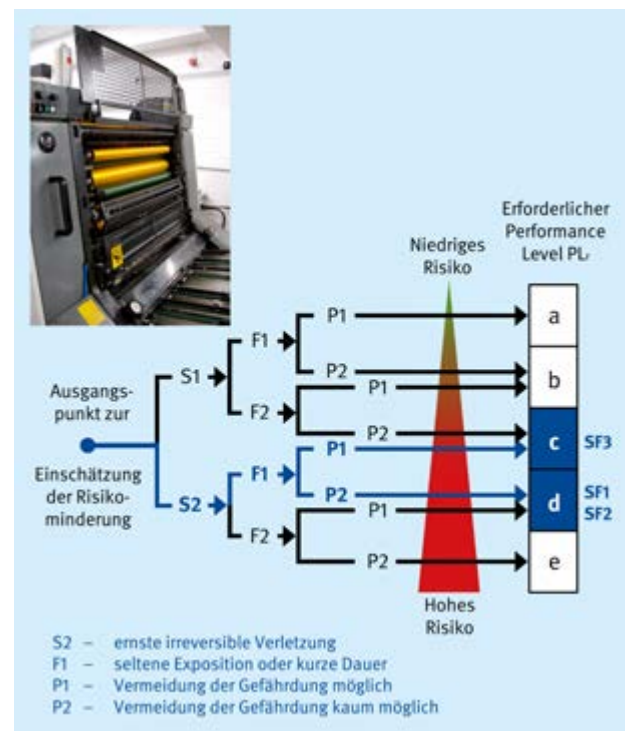 Erforderlicher
Performance
Level PLr
Niedriges
Risiko
P1
a
F1
P2
S1
b
P1
Ausgangs-
punkt zur
F2
P2
c
SF3
P1
Einschätzung
der Risiko-
minderung
F1
S2
P2
d
SF1
SF2
P1
F2
P2
e
Hohes
Risiko
S2 – ernste irreversible Verletzung
F1 – seltene Exposition oder kurze Dauer
P1 – Vermeidung der Gefährdung möglich
P2 – Vermeidung der Gefährdung kaum möglich